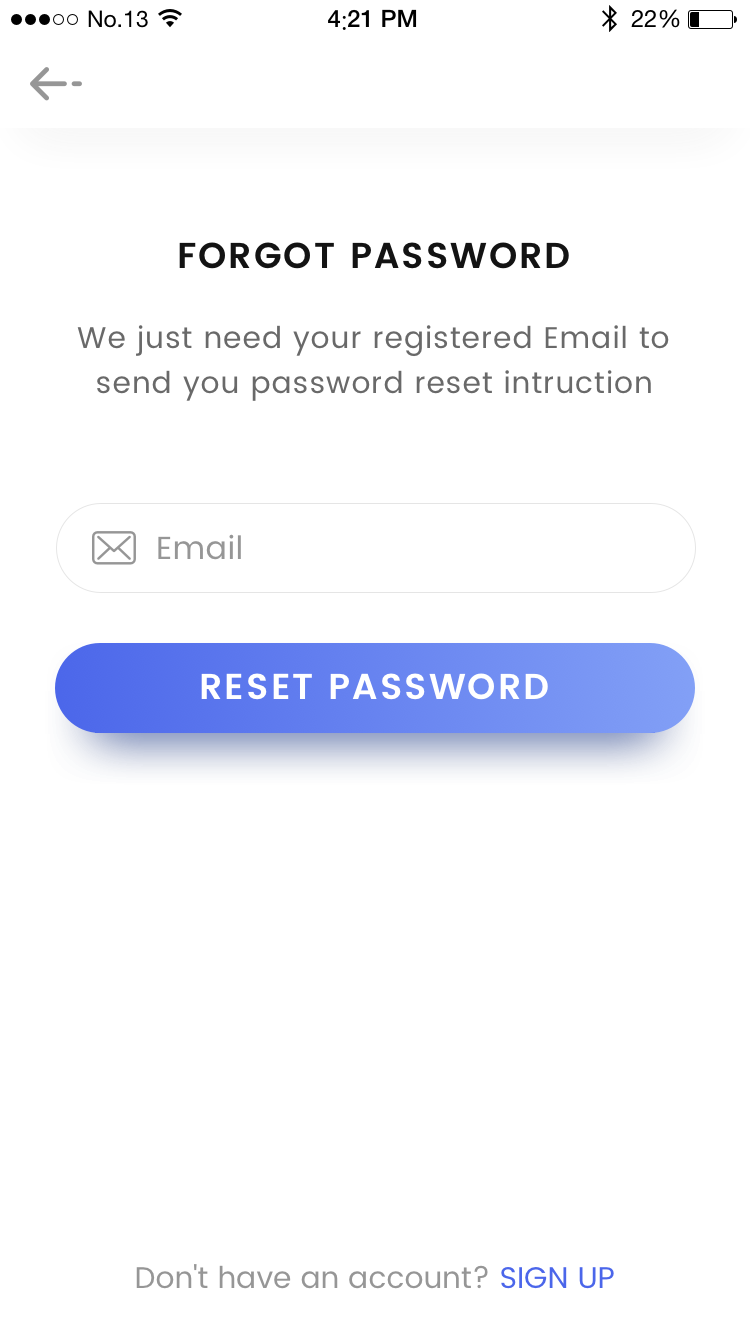 No.13 4:21 PM 22%
FORGOT PASSWORD
We just need your registered Email to
send you password reset intruction
Email
RESET PASSWORD
Don't have an account? SIGN UP